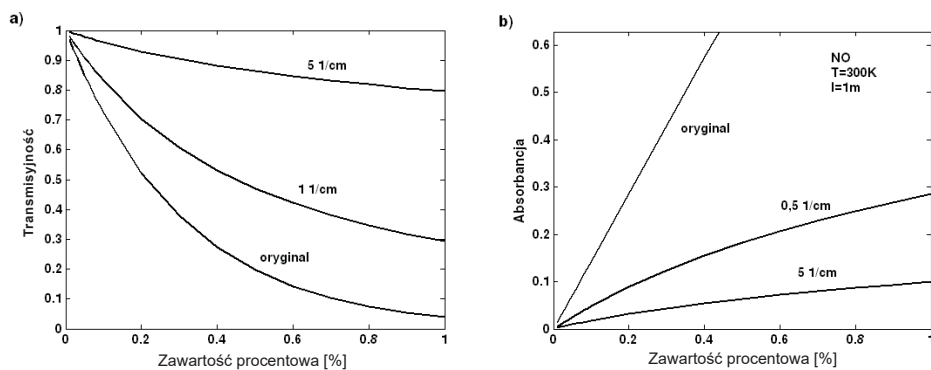 a)
Transmisyjność
1
0.9
0.8
0.7
0.6
0.5
0.4
0.3
0.2
0.1
0
5 1/cm
1 1/cm
oryginal
0 0.2 0.4 0.6 0.8 1
Zawartość procentowa [%]
b)
Absorbancja
0.6
0.5
0.4
0.3
0.2
0.1
0
NO
T=300K
l=1m
oryginal
0,5 1/cm
5 1/cm
0 0.2 0.4 0.6 0.8 1
Zawartość procentowa [%]